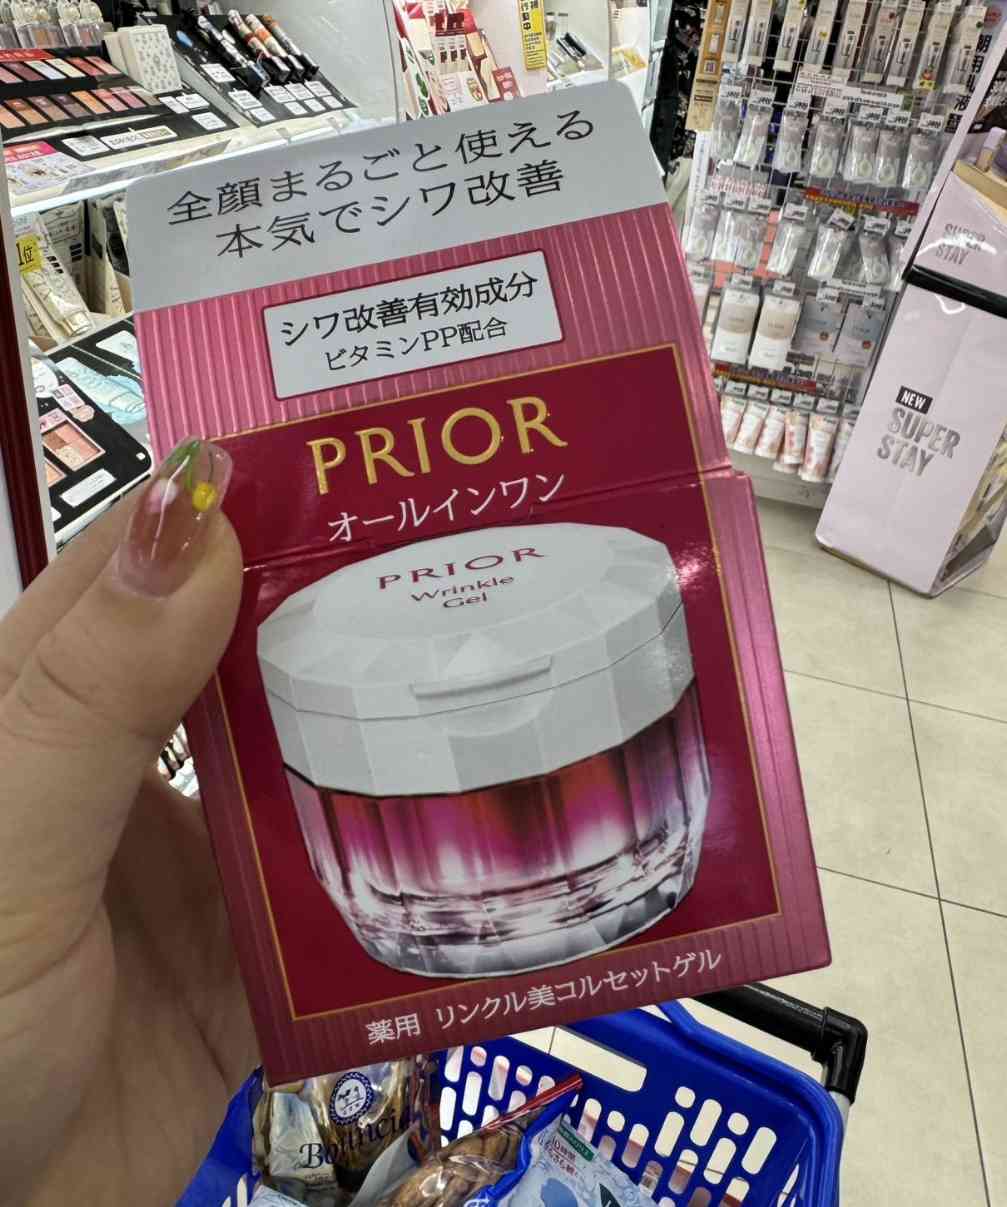 全顔まるごと使える
本気でシワ改善
シワ改善有効成分
ビタミンPP配合
PRIOR
オールインワン
PRIOR
Wrinkle
Gel
薬用 リンクル美コルセットゲル
1位
SUPER
STAY
NEW
SUPER
STAY